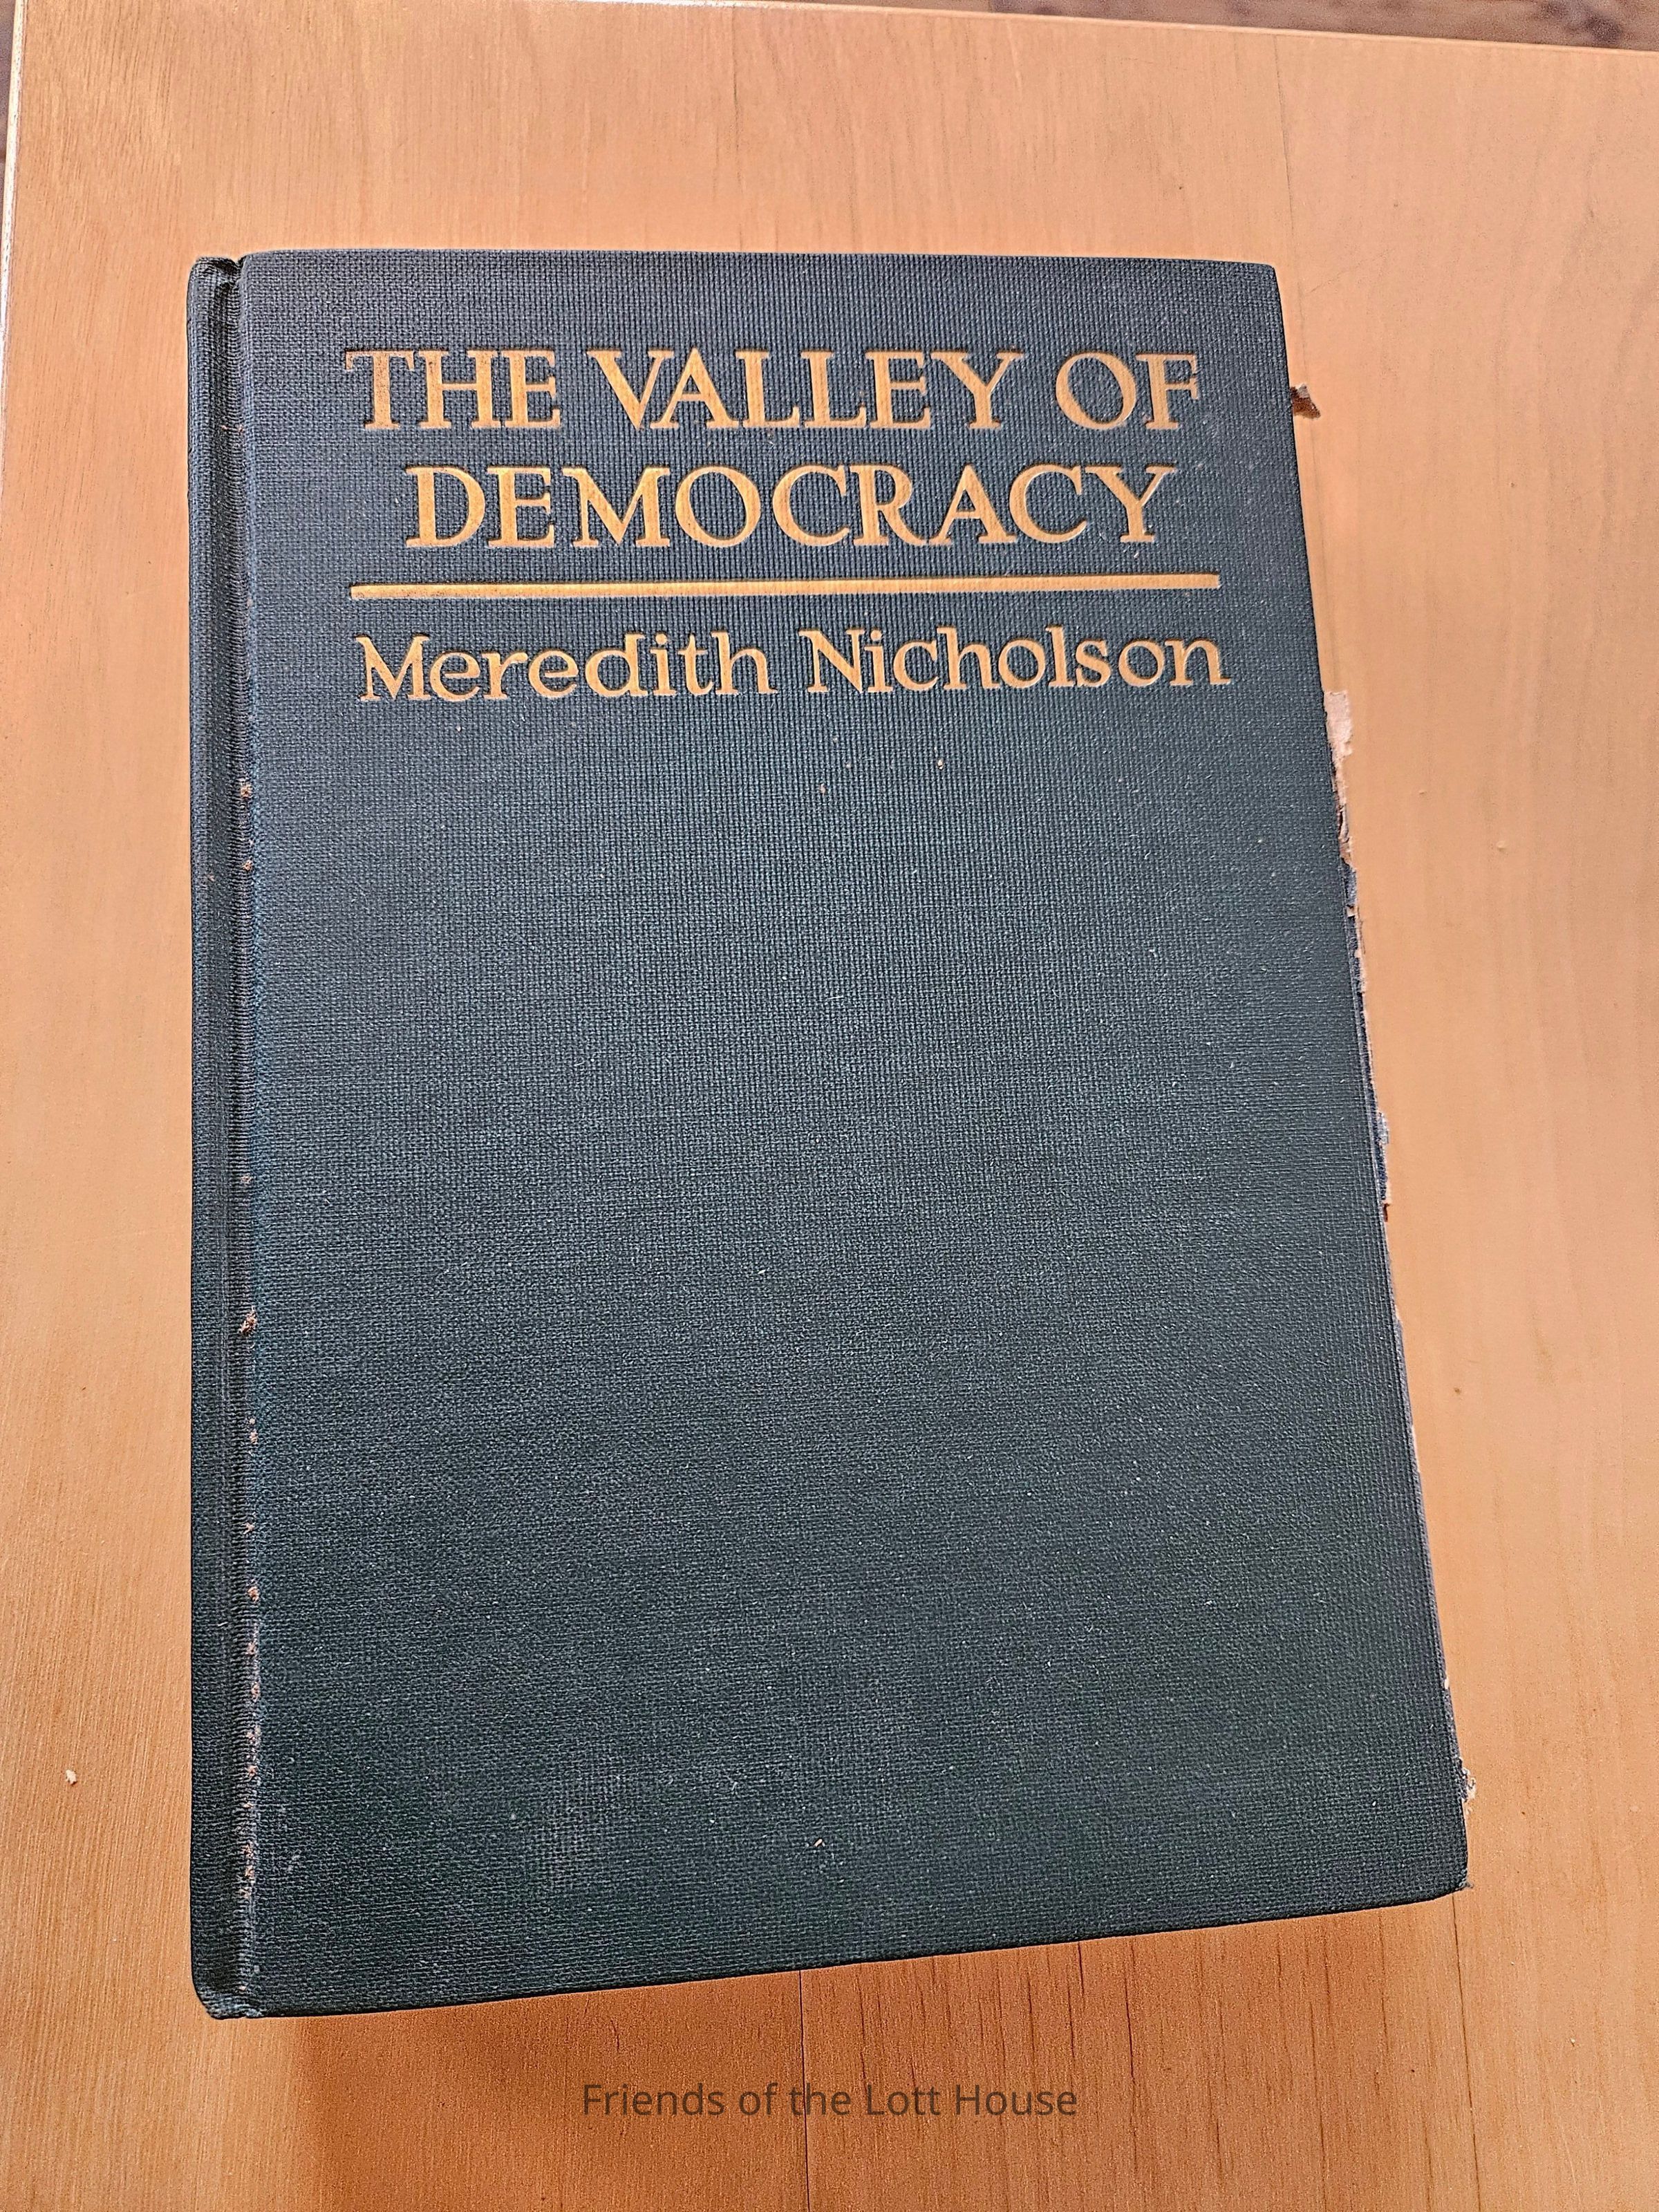 THE VALLEY OF
DEMOCRACY
Meredith Nicholson
Friends of the Lott House